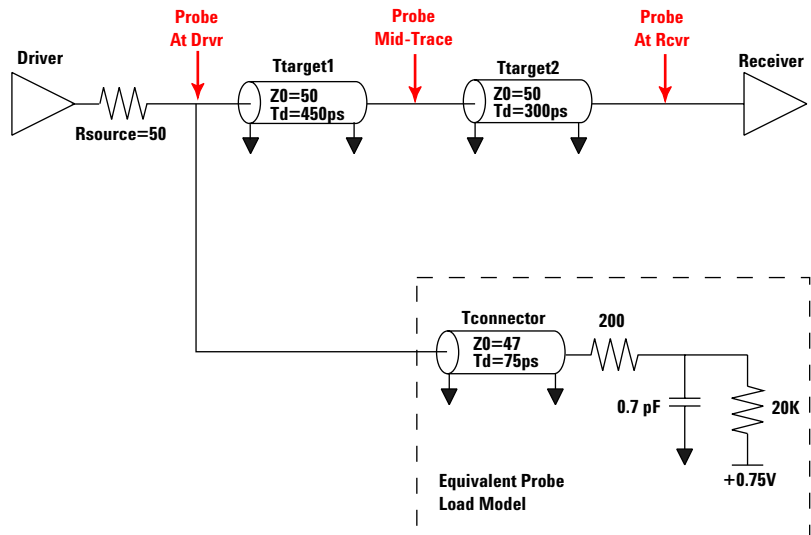 Probe
At Drvr
Probe
Mid-Trace
Probe
At Rcvr
Driver
Ttarget1
Ttarget2
Receiver
Z0=50
Td=450ps
Z0=50
Td=300ps
Rsource=50
Tconnector
200
Z0=47
Td=75ps
0.7 pF
20K
+0.75V
Equivalent Probe
Load Model